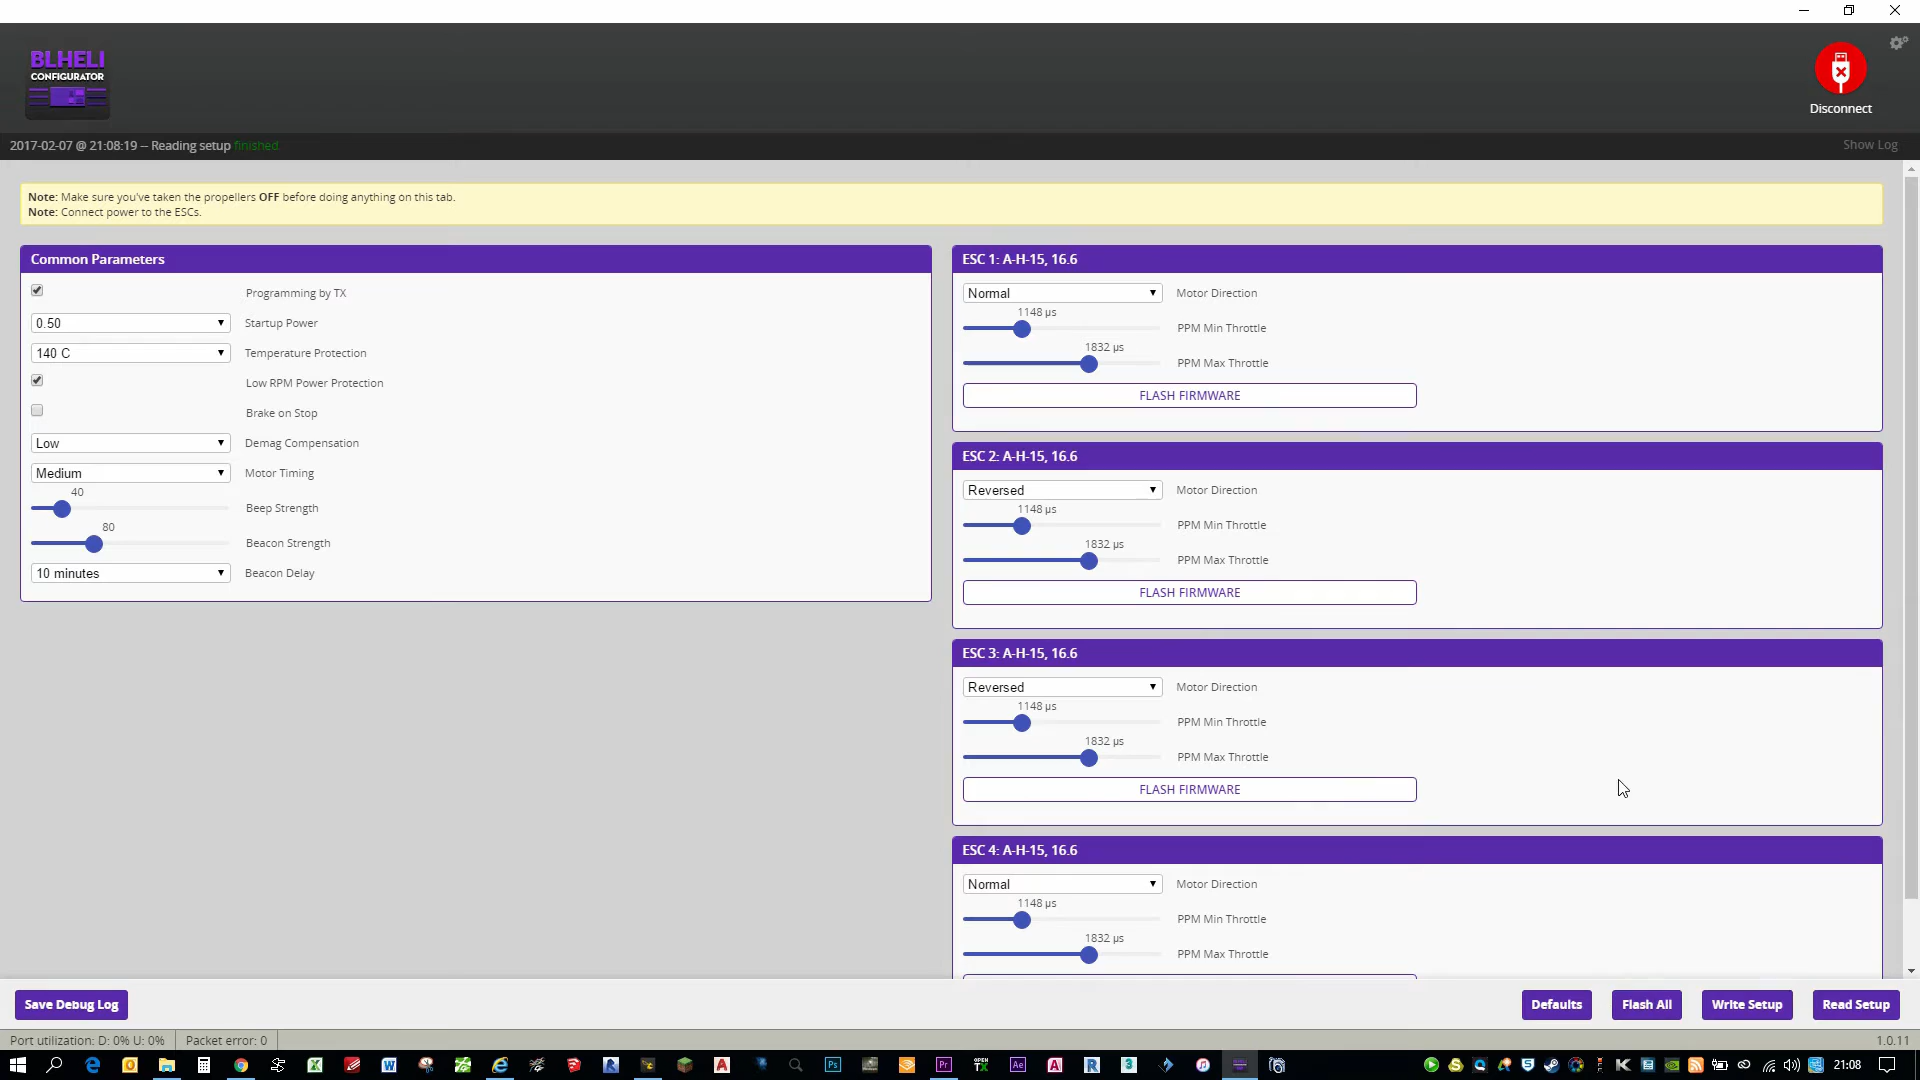 BLHELI
CONFIGURATOR
Disconnect
2017-02-07 @ 21:08:19 -- Reading setup finished.
Show Log
Note: Make sure you've taken the propellers OFF before doing anything on this tab.
Note: Connect power to the ESCs.
Common Parameters
Programming by TX
0.50 Startup Power
140 C Temperature Protection
Low RPM Power Protection
Brake on Stop
Low Demag Compensation
Medium Motor Timing
40
Beep Strength
80
Beacon Strength
10 minutes Beacon Delay
ESC 1: A-H-15, 16.6
Normal Motor Direction
1148 µs
PPM Min Throttle
1832 µs
PPM Max Throttle
FLASH FIRMWARE
ESC 2: A-H-15, 16.6
Reversed Motor Direction
1148 µs
PPM Min Throttle
1832 µs
PPM Max Throttle
FLASH FIRMWARE
ESC 3: A-H-15, 16.6
Reversed Motor Direction
1148 µs
PPM Min Throttle
1832 µs
PPM Max Throttle
FLASH FIRMWARE
ESC 4: A-H-15, 16.6
Normal Motor Direction
1148 µs
PPM Min Throttle
1832 µs
PPM Max Throttle
Save Debug Log
Defaults Flash All Write Setup Read Setup
Port utilization: D: 0% U: 0% Packet error: 0 1.0.11
21:08